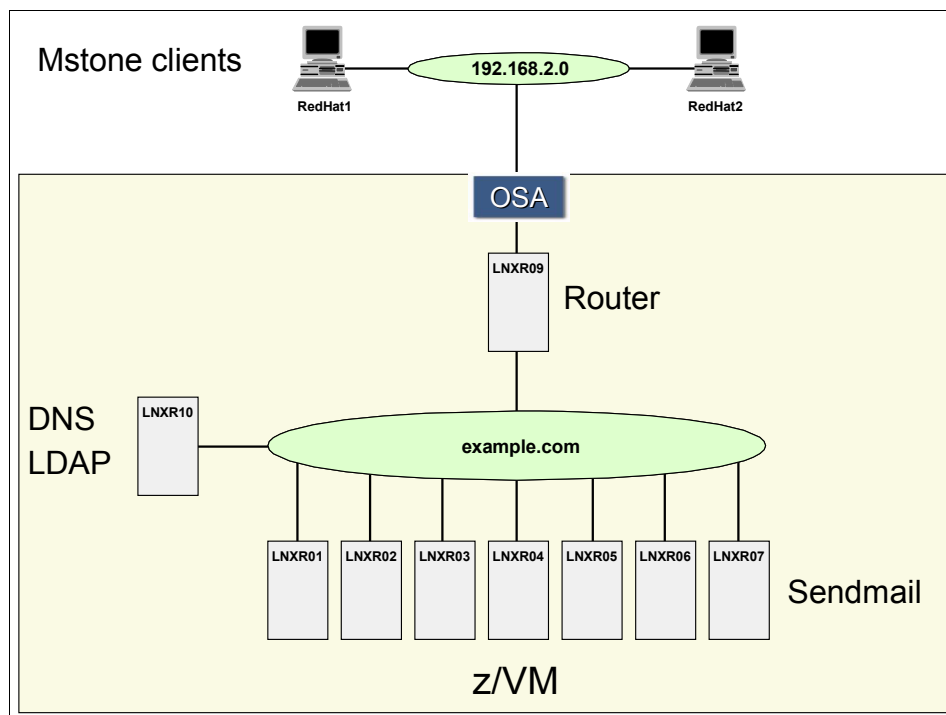 Mstone clients
192.168.2.0
RedHat1
RedHat2
OSA
LNXR09
Router
DNS
LDAP
LNXR10
example.com
LNXR01
LNXR02
LNXR03
LNXR04
LNXR05
LNXR06
LNXR07
Sendmail
z/VM